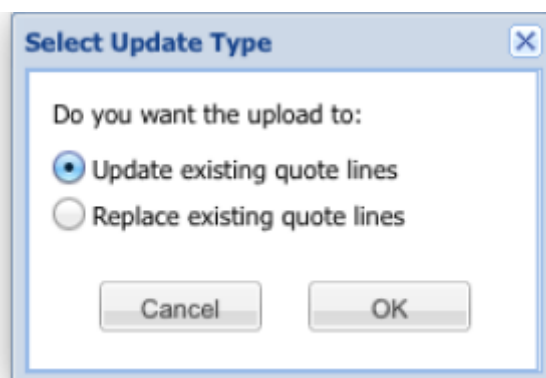 Select Update Type
Do you want the upload to:
Update existing quote lines
Replace existing quote lines
Cancel OK